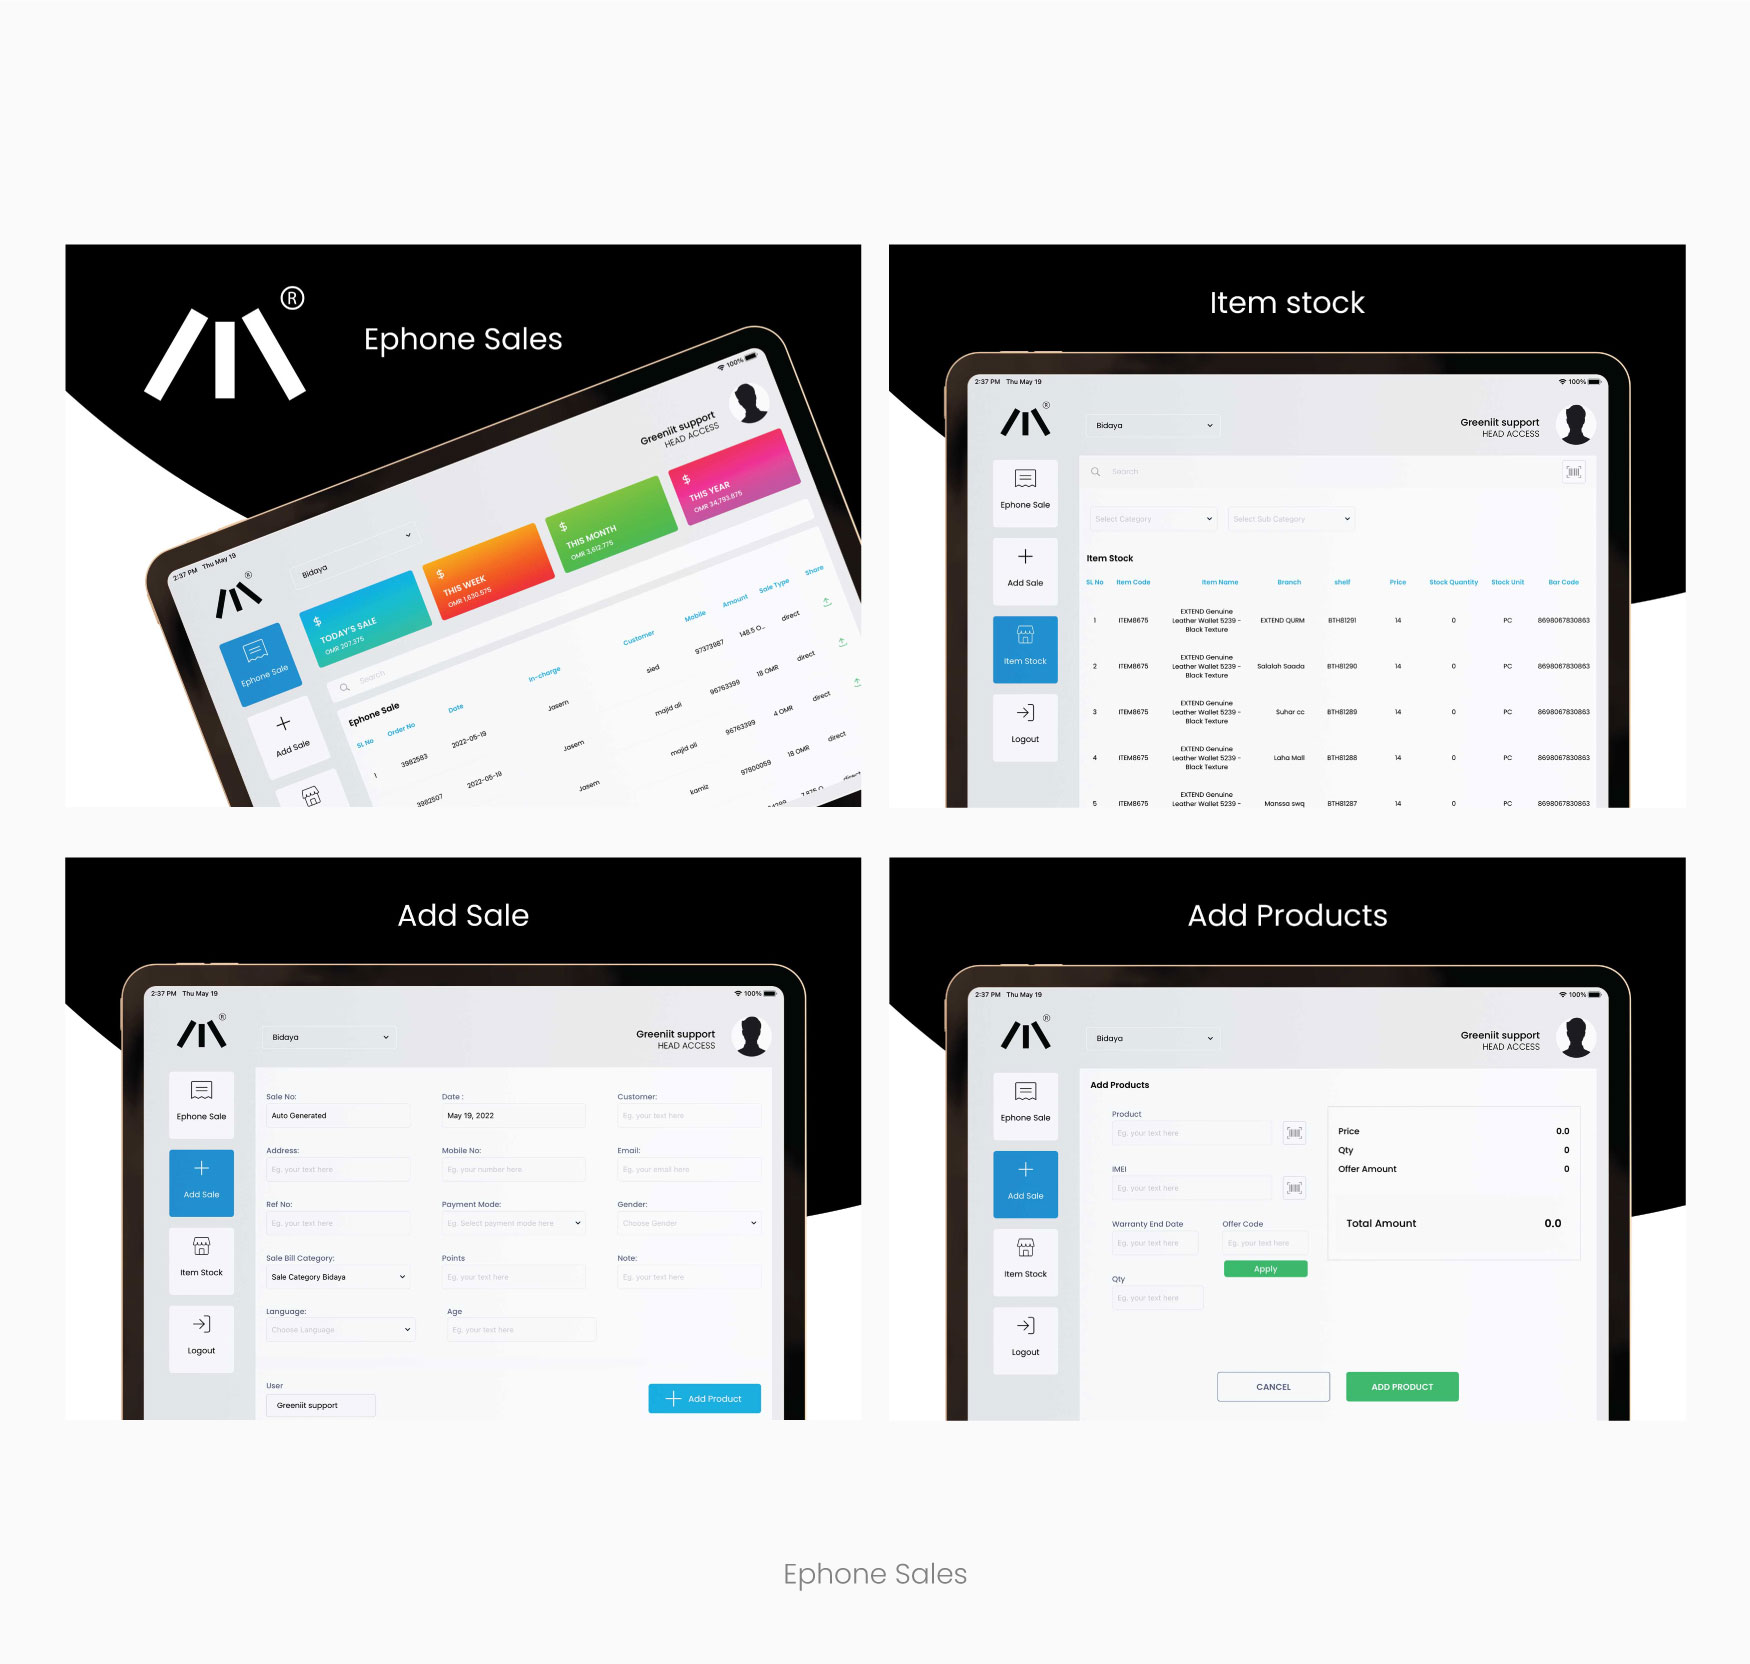 ®
Ephone Sales
2:37 PM Thu May 19
100%
®
Bidaya
Greeniit support
HEAD ACCESS
$
TODAY'S SALE
OMR 207.375
$
THIS WEEK
OMR 1,630.575
$
THIS MONTH
OMR 3,612.775
$
THIS YEAR
OMR 34,793.875
Ephone Sale
Add Sale
Search
Ephone Sale
SL No Order No Date In-charge Customer Mobile Amount Sale Type Share
1 3982583 2022-05-19 Jasem sied 97373987 148.5 O... direct
3982507 2022-05-19 Jasem majid ali 96763399 18 OMR direct
Jasem majid ali 96763399 4 OMR direct
kamiz 97800059 18 OMR direct
Item stock
2:37 PM Thu May 19
100%
®
Bidaya
Greeniit support
HEAD ACCESS
Ephone Sale
Add Sale
Item Stock
Logout
Search
Select Category
Select Sub Category
Item Stock
SL No Item Code Item Name Branch shelf Price Stock Quantity Stock Unit Bar Code
1 ITEM8675 EXTEND Genuine Leather Wallet 5239 - Black Texture EXTEND QURM BTH81291 14 0 PC 8698067830863
2 ITEM8675 EXTEND Genuine Leather Wallet 5239 - Black Texture Salalah Saada BTH81290 14 0 PC 8698067830863
3 ITEM8675 EXTEND Genuine Leather Wallet 5239 - Black Texture Suhar cc BTH81289 14 0 PC 8698067830863
4 ITEM8675 EXTEND Genuine Leather Wallet 5239 - Black Texture Laha Mall BTH81288 14 0 PC 8698067830863
5 ITEM8675 EXTEND Genuine Leather Wallet 5239 - Manssa swq BTH81287 14 0 PC 8698067830863
Add Sale
2:37 PM Thu May 19
100%
®
Bidaya
Greeniit support
HEAD ACCESS
Ephone Sale
Add Sale
Item Stock
Logout
Sale No:
Auto Generated
Date :
May 19, 2022
Customer:
Eg. your text here
Address:
Eg. your text here
Mobile No:
Eg. your number here
Email:
Eg. your email here
Ref No:
Eg. your text here
Payment Mode:
Eg. Select payment mode here
Gender:
Choose Gender
Sale Bill Category:
Sale Category Bidaya
Points
Eg. your text here
Note:
Eg. your text here
Language:
Choose Language
Age
Eg. your text here
User
Greeniit support
Add Product
Add Products
2:37 PM Thu May 19
100%
®
Bidaya
Greeniit support
HEAD ACCESS
Ephone Sale
Add Sale
Item Stock
Logout
Add Products
Product
Eg. your text here
IMEI
Eg. your text here
Warranty End Date
Eg. your text here
Offer Code
Eg. your text here
Apply
Qty
Eg. your text here
Price 0.0
Qty 0
Offer Amount 0
Total Amount 0.0
CANCEL
ADD PRODUCT
Ephone Sales